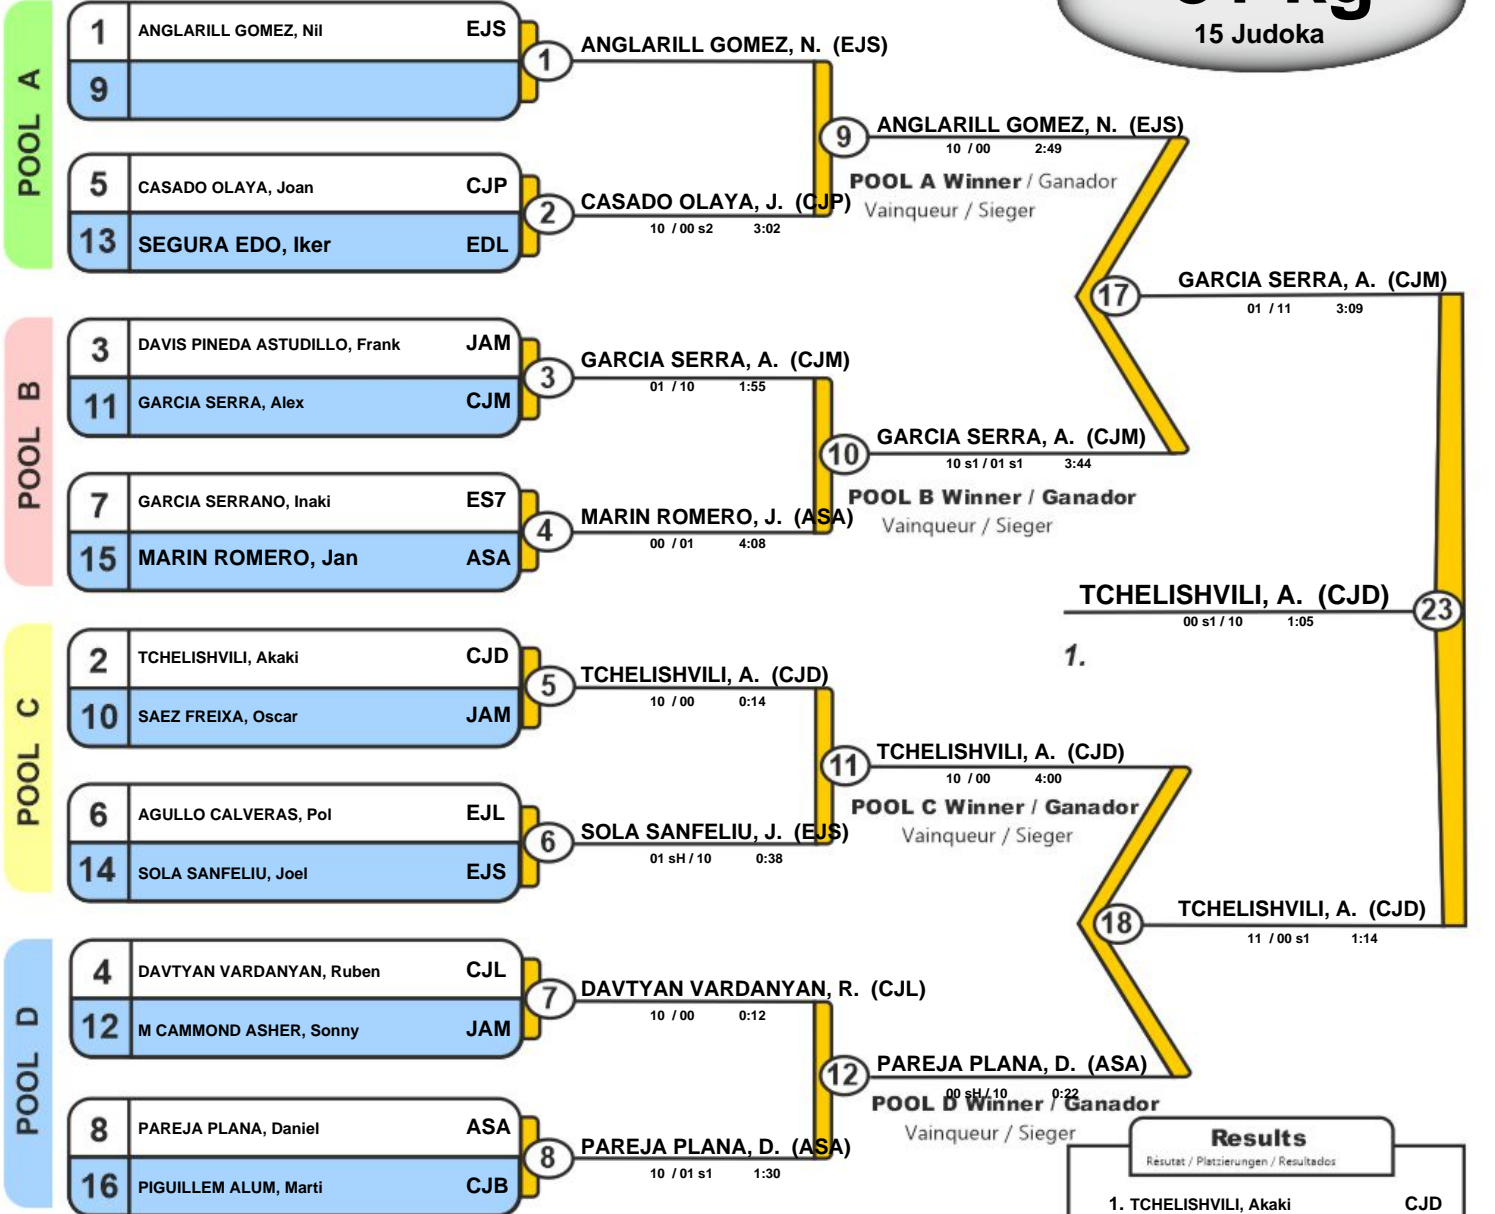 15 Judoka
POOL A
1 ANGLARILL GOMEZ, Nil EJS
9
1
ANGLARILL GOMEZ, N. (EJS)
5 CASADO OLAYA, Joan CJP
13 SEGURA EDO, Iker EDL
2
CASADO OLAYA, J. (CJP)
10 / 00 s2 3:02
9
ANGLARILL GOMEZ, N. (EJS)
10 / 00 2:49
POOL A Winner / Ganador
Vainqueur / Sieger
POOL B
3 DAVIS PINEDA ASTUDILLO, Frank JAM
11 GARCIA SERRA, Alex CJM
3
GARCIA SERRA, A. (CJM)
01 / 10 1:55
7 GARCIA SERRANO, Inaki ES7
15 MARIN ROMERO, Jan ASA
4
MARIN ROMERO, J. (ASA)
00 / 01 4:08
10
GARCIA SERRA, A. (CJM)
10 s1 / 01 s1 3:44
POOL B Winner / Ganador
Vainqueur / Sieger
17
GARCIA SERRA, A. (CJM)
01 / 11 3:09
TCHELISHVILI, A. (CJD)
23
00 s1 / 10 1:05
1.
POOL C
2 TCHELISHVILI, Akaki CJD
10 SAEZ FREIXA, Oscar JAM
5
TCHELISHVILI, A. (CJD)
10 / 00 0:14
6 AGULLO CALVERAS, Pol EJL
14 SOLA SANFELIU, Joel EJS
6
SOLA SANFELIU, J. (EJS)
01 sH / 10 0:38
11
TCHELISHVILI, A. (CJD)
10 / 00 4:00
POOL C Winner / Ganador
Vainqueur / Sieger
18
TCHELISHVILI, A. (CJD)
11 / 00 s1 1:14
POOL D
4 DAVTYAN VARDANYAN, Ruben CJL
12 M CAMMOND ASHER, Sonny JAM
7
DAVTYAN VARDANYAN, R. (CJL)
10 / 00 0:12
8 PAREJA PLANA, Daniel ASA
16 PIGUILLEM ALUM, Marti CJB
8
PAREJA PLANA, D. (ASA)
10 / 01 s1 1:30
12
PAREJA PLANA, D. (ASA)
00 sH / 10 0:22
POOL D Winner / Ganador
Vainqueur / Sieger
Results
Résutat / Platzierungen / Resultados
1. TCHELISHVILI, Akaki CJD